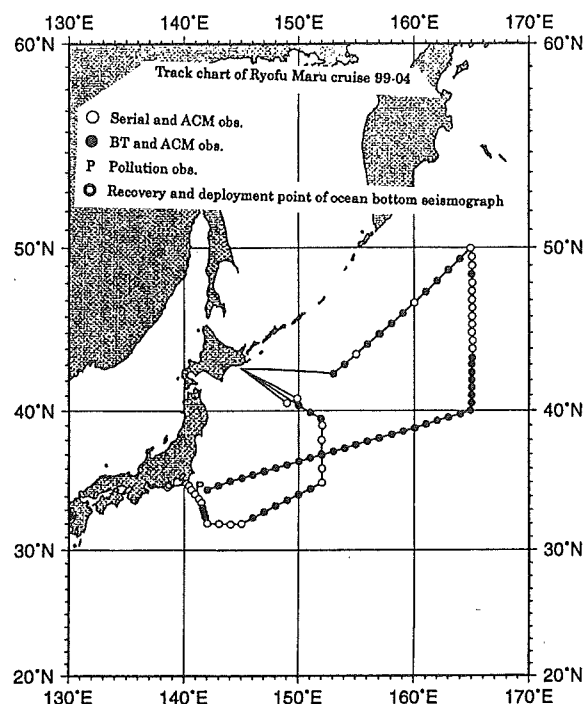 130°E 140°E 150°E 160°E 170°E
60°N 60°N
Track chart of Ryofu Maru cruise 99-04
Serial and ACM obs.
BT and ACM obs.
P Pollution obs.
Recovery and deployment point of ocean bottom seismograph
50°N 50°N
40°N 40°N
P
30°N 30°N
20°N 20°N
130°E 140°E 150°E 160°E 170°E